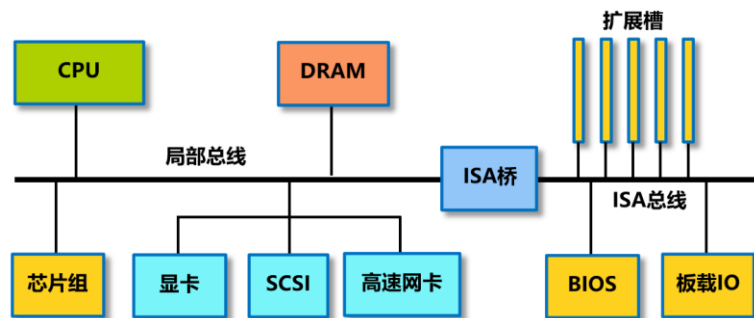 扩展槽
CPU
DRAM
局部总线
ISA桥
ISA总线
芯片组
显卡
SCSI
高速网卡
BIOS
板载IO